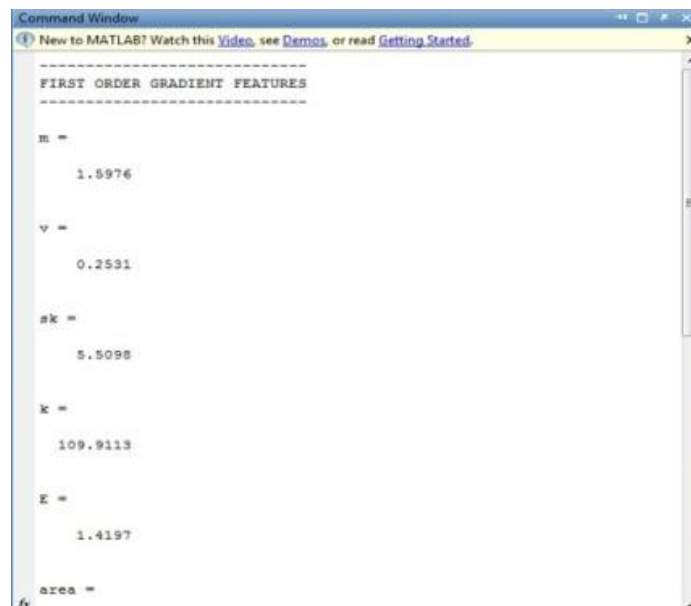 Command Window
New to MATLAB? Watch this Video, see Demos, or read Getting Started.
-----------------------------
FIRST ORDER GRADIENT FEATURES
-----------------------------
m =
1.5976
v =
0.2531
sk =
5.5098
k =
109.9113
E =
1.4197
area =
fx